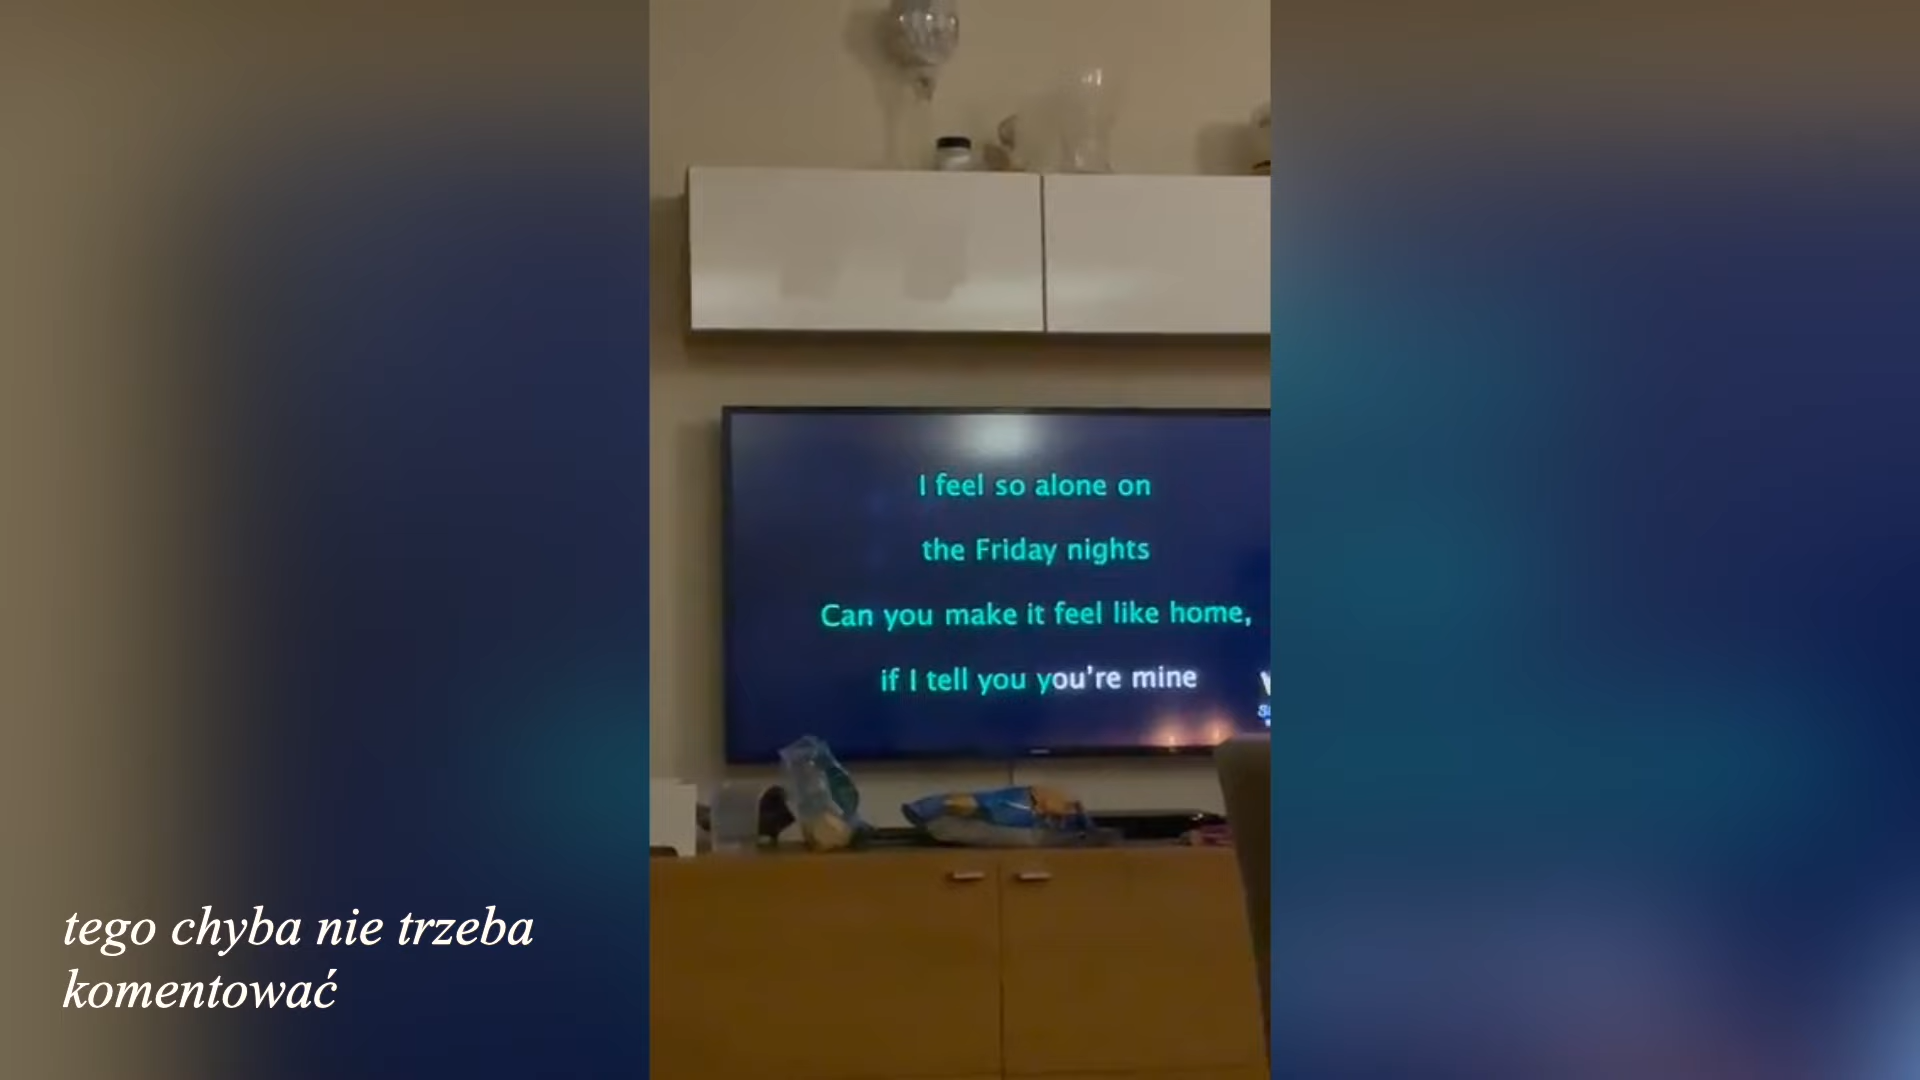 I feel so alone on
the Friday nights
Can you make it feel like home,
if I tell you you're mine
tego chyba nie trzeba
komentować